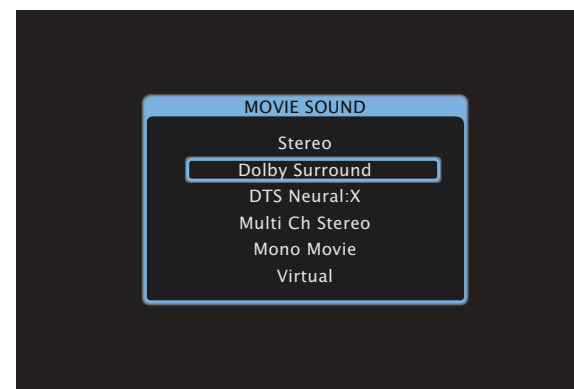 MOVIE SOUND
Stereo
Dolby Surround
DTS Neural:X
Multi Ch Stereo
Mono Movie
Virtual